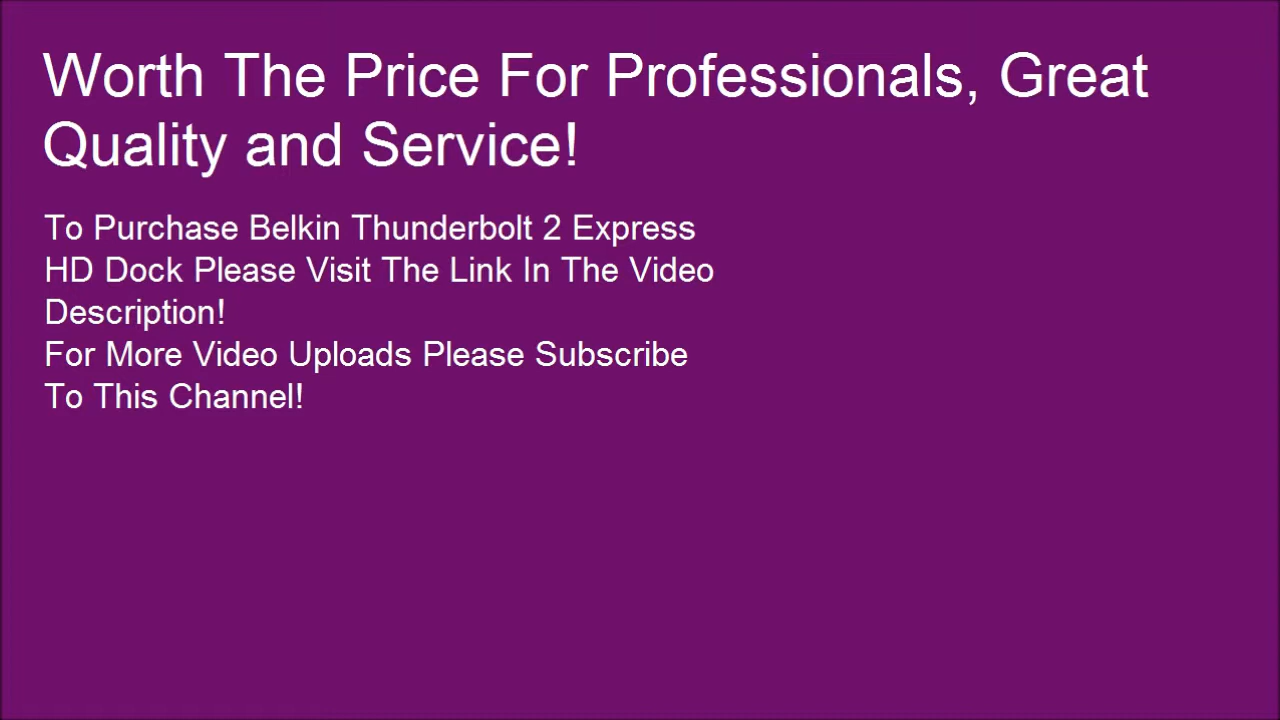 Worth The Price For Professionals, Great
Quality and Service!
To Purchase Belkin Thunderbolt 2 Express
HD Dock Please Visit The Link In The Video
Description!
For More Video Uploads Please Subscribe
To This Channel!